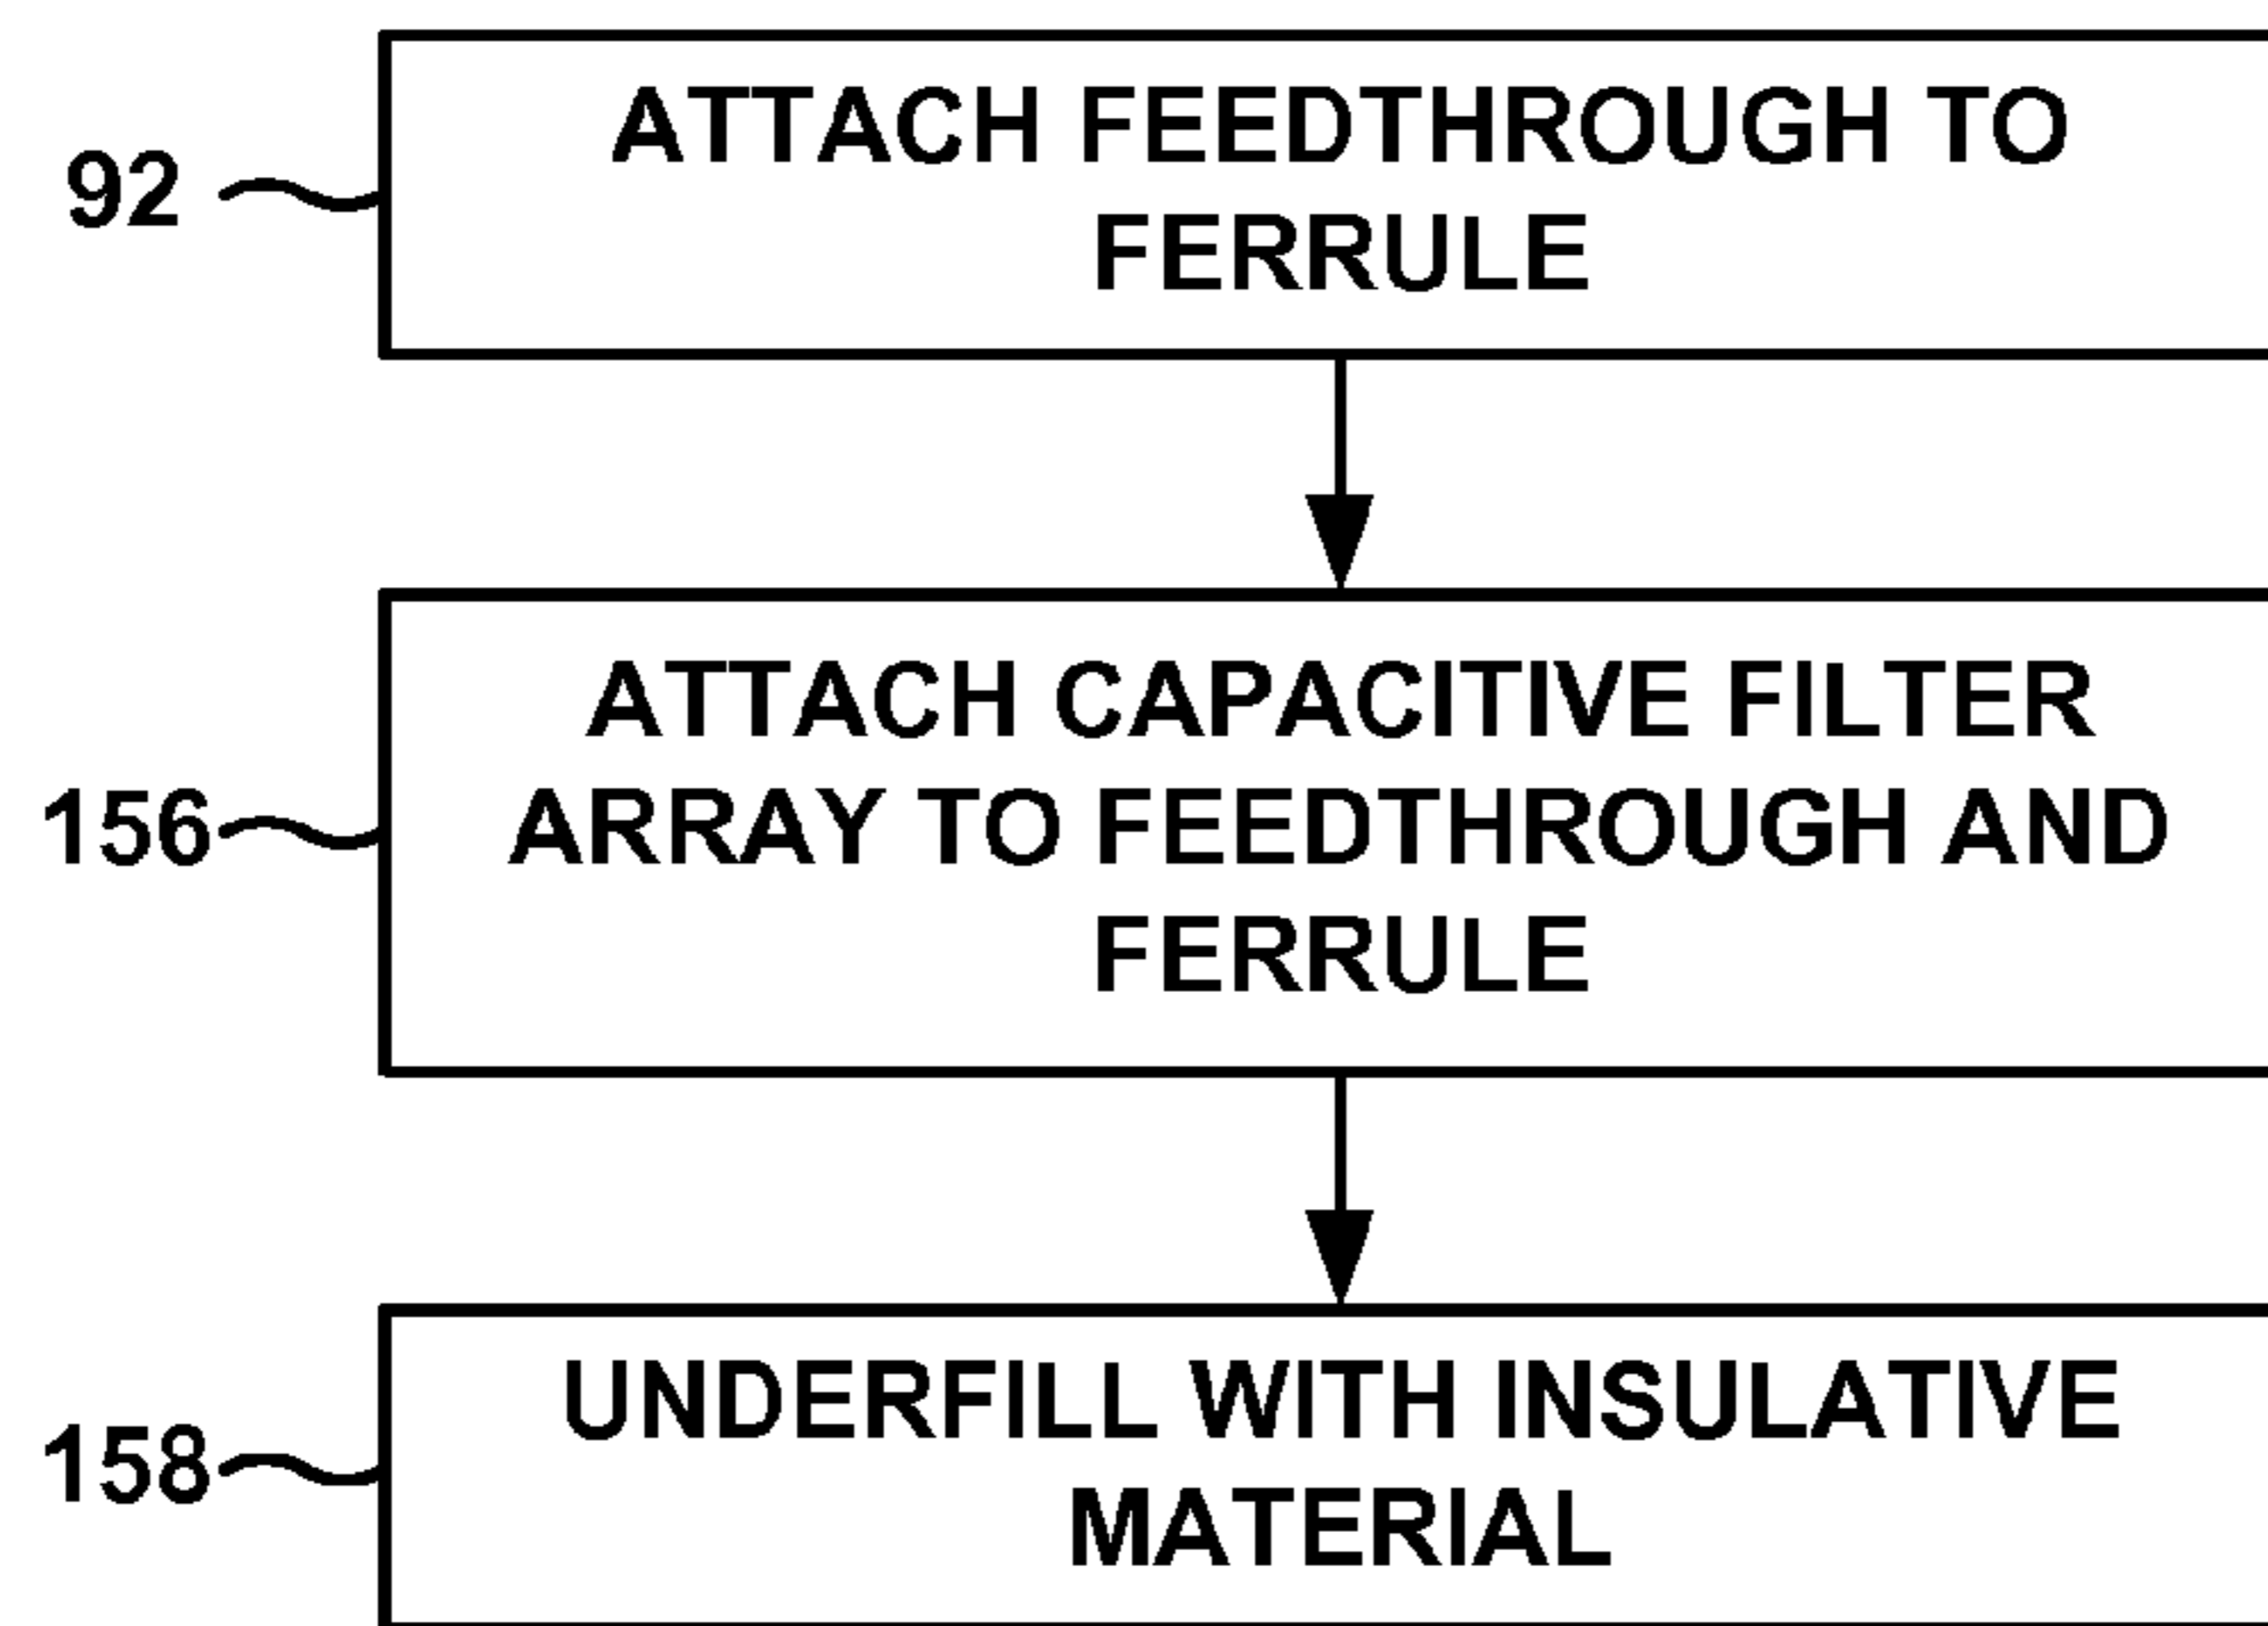 92
ATTACH FEEDTHROUGH TO
FERRULE
156
ATTACH CAPACITIVE FILTER
ARRAY TO FEEDTHROUGH AND
FERRULE
158
UNDERFILL WITH INSULATIVE
MATERIAL